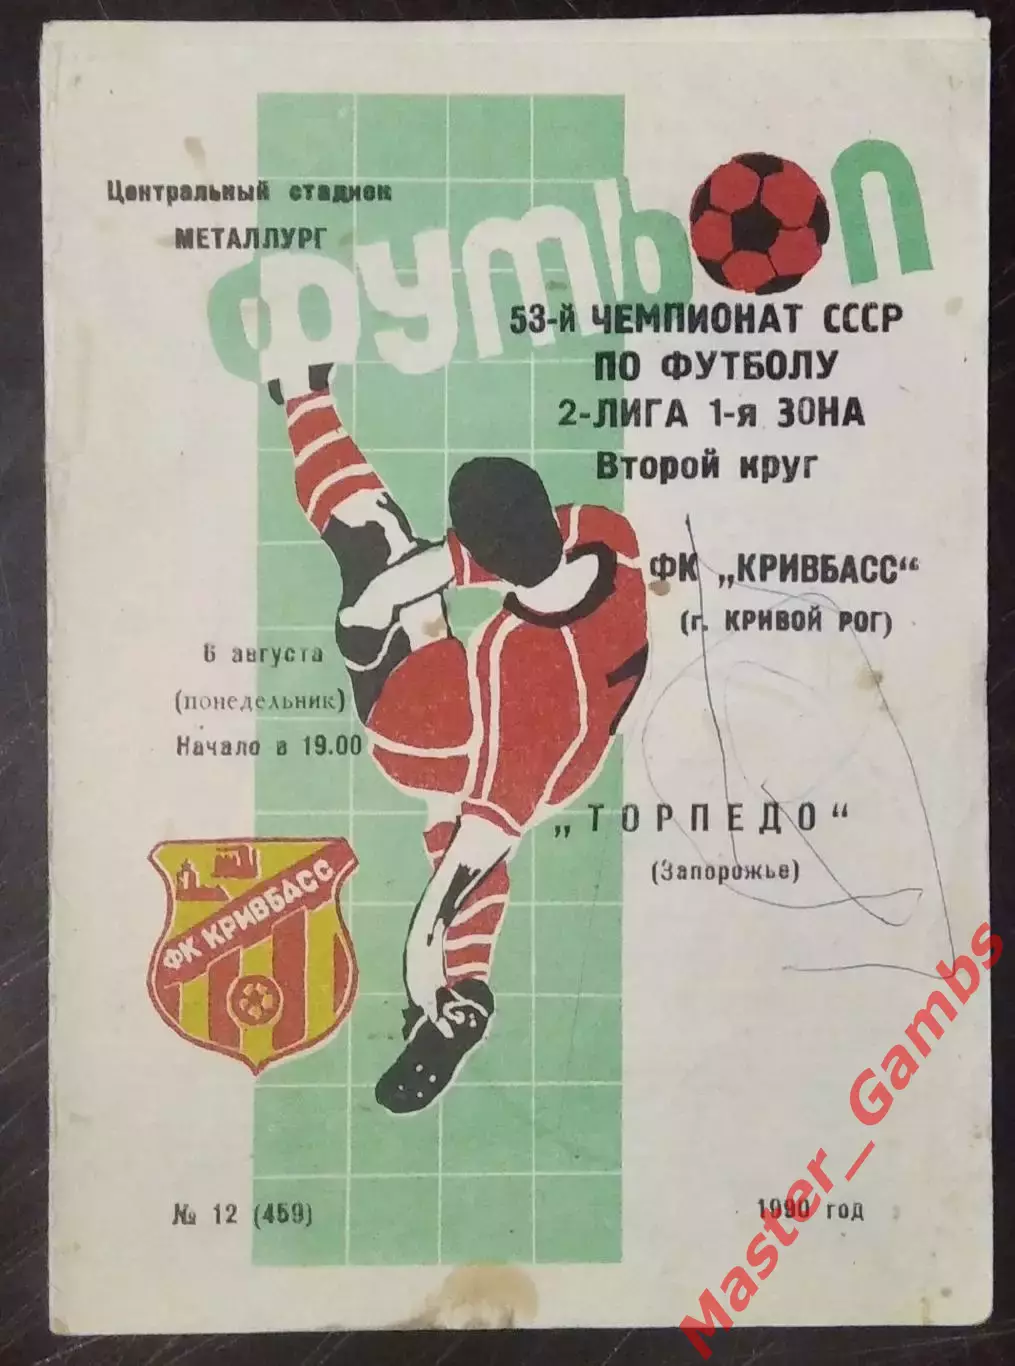 Центральный стадион
МЕТАЛЛУРГ
футбол
53-й ЧЕМПИОНАТ СССР
ПО ФУТБОЛУ
2-ЛИГА 1-я ЗОНА
Второй круг
ФК „КРИВБАСС“
(г. КРИВОЙ РОГ)
6 августа
(понедельник)
Начало в 19.00
„ТОРПЕДО"
(Запорожье)
ФК КРИВБАСС
№ 12 (459)
1990 год
Master_Gambs